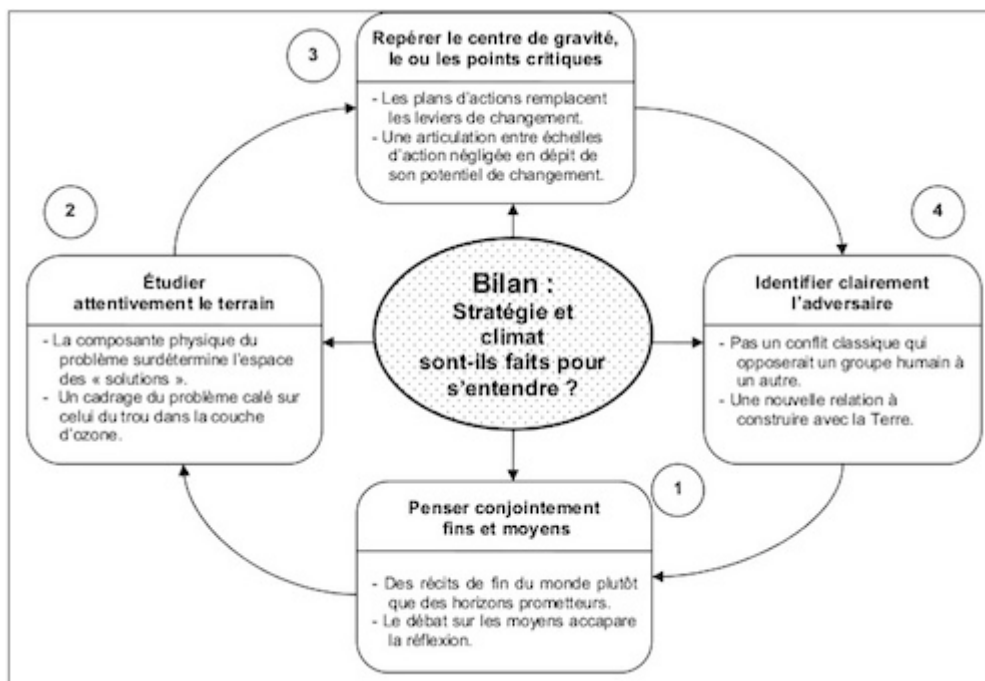 3
Repérer le centre de gravité,
le ou les points critiques
- Les plans d'actions remplacent
les leviers de changement.
- Une articulation entre échelles
d'action négligée en dépit de
son potentiel de changement.
2
Étudier
attentivement le terrain
- La composante physique du
problème surdétermine l'espace
des « solutions ».
- Un cadrage du problème calé sur
celui du trou dans la couche
d'ozone.
Bilan :
Stratégie et
climat
sont-ils faits pour
s'entendre ?
4
Identifier clairement
l'adversaire
- Pas un conflit classique qui
opposerait un groupe humain à
un autre.
- Une nouvelle relation à
construire avec la Terre.
1
Penser conjointement
fins et moyens
- Des récits de fin du monde plutôt
que des horizons prometteurs.
- Le débat sur les moyens accapare
la réflexion.